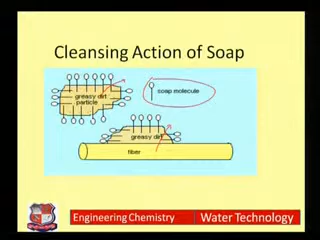 Cleansing Action of Soap
greasy dirt
particle
soap molecule
greasy dirt
fiber
Engineering Chemistry
Water Technology